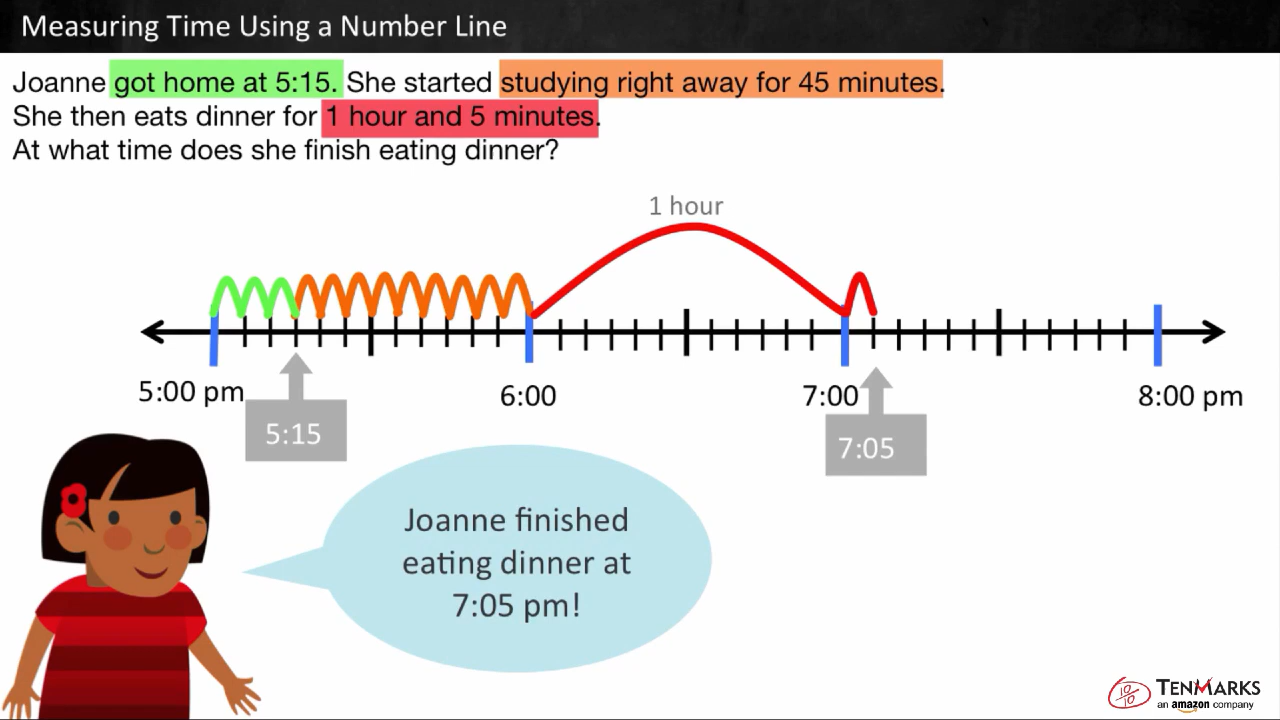 Measuring Time Using a Number Line
Joanne got home at 5:15. She started studying right away for 45 minutes.
She then eats dinner for 1 hour and 5 minutes.
At what time does she finish eating dinner?
1 hour
5:00 pm
6:00
7:00
8:00 pm
5:15
7:05
Joanne finished
eating dinner at
7:05 pm!
10/10
TENMARKS
an amazon company